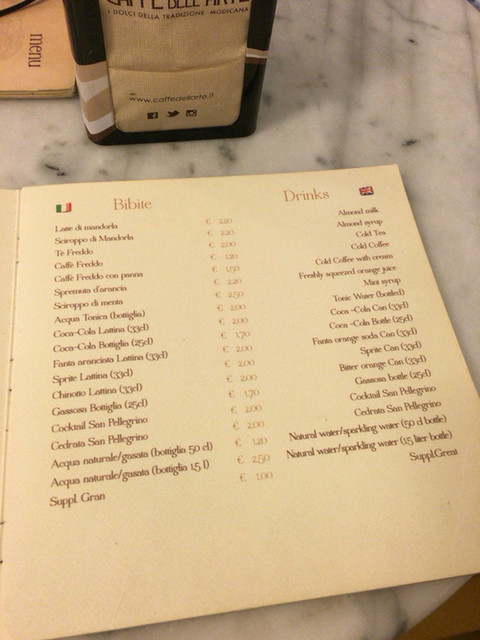 CAFFÈ DELL'ARTE
I DOLCI DELLA TRADIZIONE MODICANA
www.caffedellarte.it
menu
Bibite Drinks
Latte di mandorla € 2,20 Almond milk
Sciroppo di Mandorla € 2,20 Almond syrup
Te Freddo € 2,00 Cold Tea
Caffè Freddo € 1,20 Cold Coffee
Caffè Freddo con panna € 1,50 Cold Coffee with cream
Spremuta d'arancia € 2,20 Freshly squeezed orange juice
Sciroppo di menta € 2,50 Mint syrup
Acqua Tonica (bottiglia) € 2,00 Tonic Water (bottled)
Coca-Cola Lattina (33cl) € 2,00 Coca -Cola Can (33cl)
Coca-Cola Bottiglia (25cl) € 1,70 Coca -Cola Bottle (25cl)
Fanta aranciata Lattina (33cl) € 2,00 Fanta orange soda Can (33cl)
Sprite Lattina (33cl) € 2,00 Sprite Can (33cl)
Chinotto Lattina (33cl) € 2,00 Bitter orange Can (33cl)
Gassosa Bottiglia (25cl) € 1,70 Gassosa bottle (25cl)
Cocktail San Pellegrino € 2,00 Cocktail San Pellegrino
Cedrata San Pellegrino € 2,00 Cedrata San Pellegrino
Acqua naturale/gasata (bottiglia 50 cl) € 1,20 Natural water/sparkling water (50 cl bottle)
Acqua naturale/gasata (bottiglia 1,5 l) € 2,50 Natural water/sparkling water (1,5 liter bottle)
Suppl. Gran € 1,00 Suppl.Great